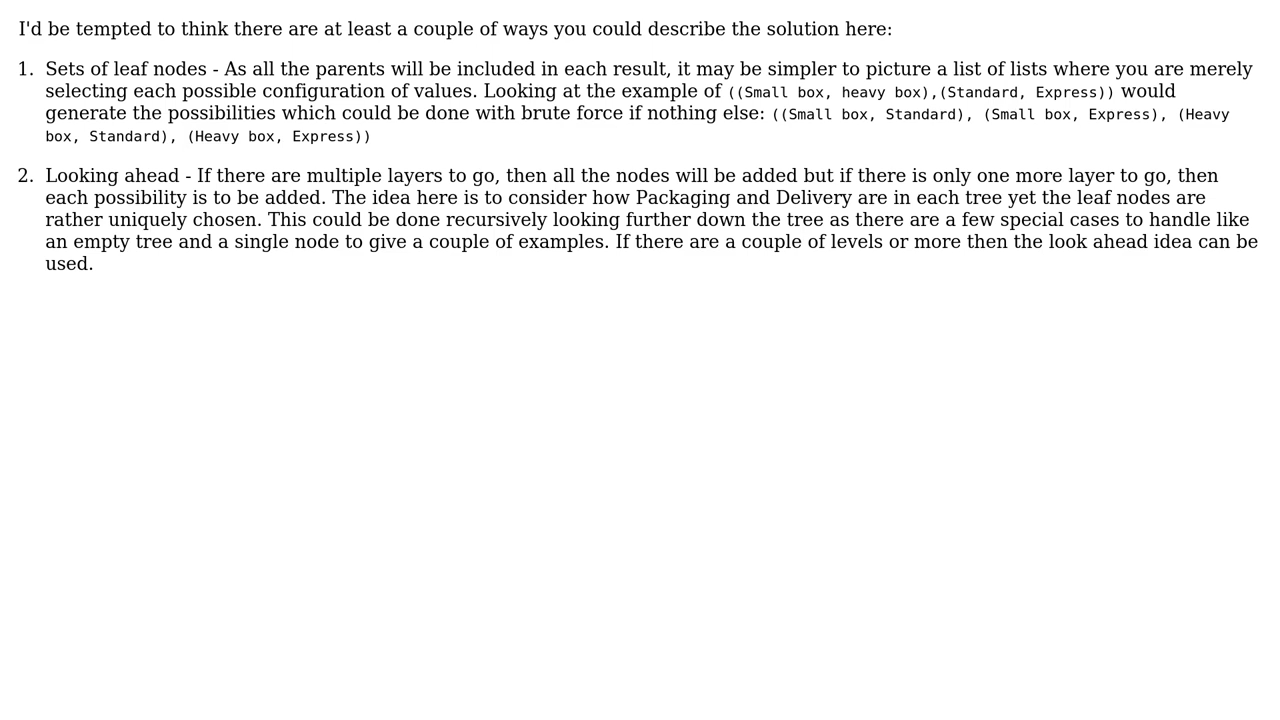 I'd be tempted to think there are at least a couple of ways you could describe the solution here:
1. Sets of leaf nodes - As all the parents will be included in each result, it may be simpler to picture a list of lists where you are merely
selecting each possible configuration of values. Looking at the example of ((Small box, heavy box),(Standard, Express)) would
generate the possibilities which could be done with brute force if nothing else: ((Small box, Standard), (Small box, Express), (Heavy
box, Standard), (Heavy box, Express))
2. Looking ahead - If there are multiple layers to go, then all the nodes will be added but if there is only one more layer to go, then
each possibility is to be added. The idea here is to consider how Packaging and Delivery are in each tree yet the leaf nodes are
rather uniquely chosen. This could be done recursively looking further down the tree as there are a few special cases to handle like
an empty tree and a single node to give a couple of examples. If there are a couple of levels or more then the look ahead idea can be
used.